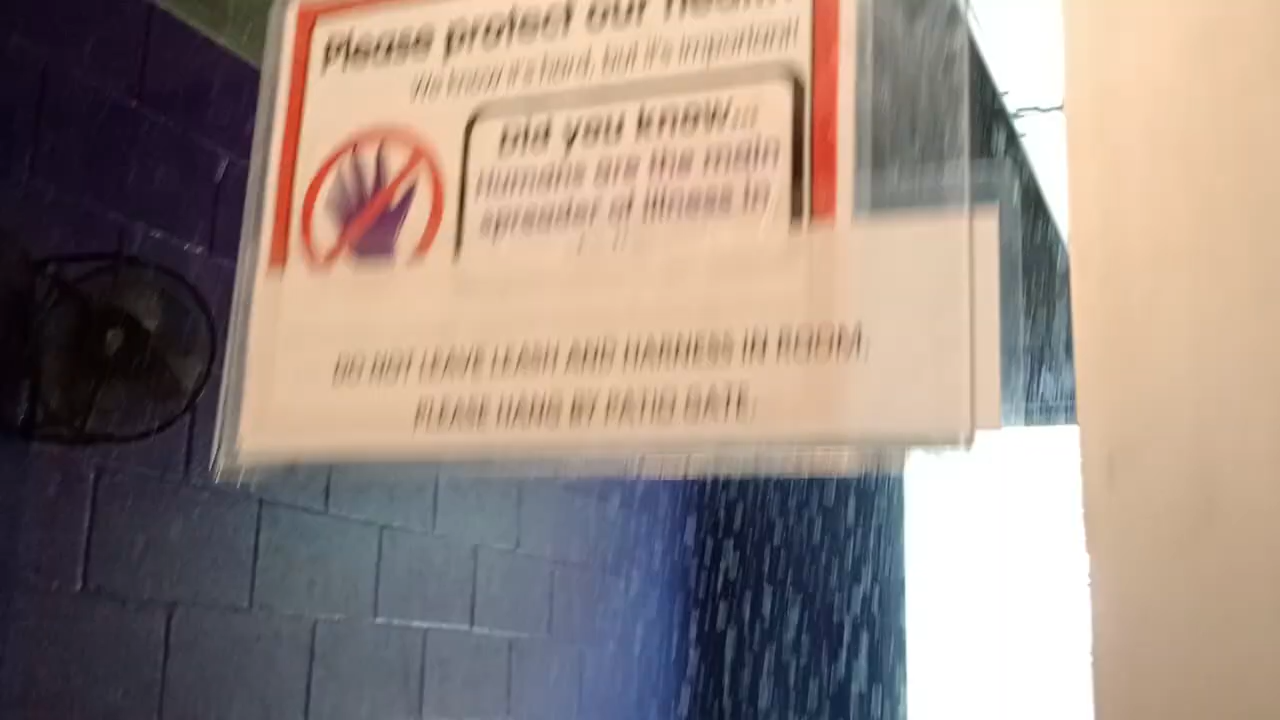 Please protect our health!
We know it's hard, but it's important!
Did you know...
Humans are the main
spreader of illness to
DO NOT LEAVE LEASH AND HARNESS IN ROOM.
PLEASE HANG BY PATIO GATE.